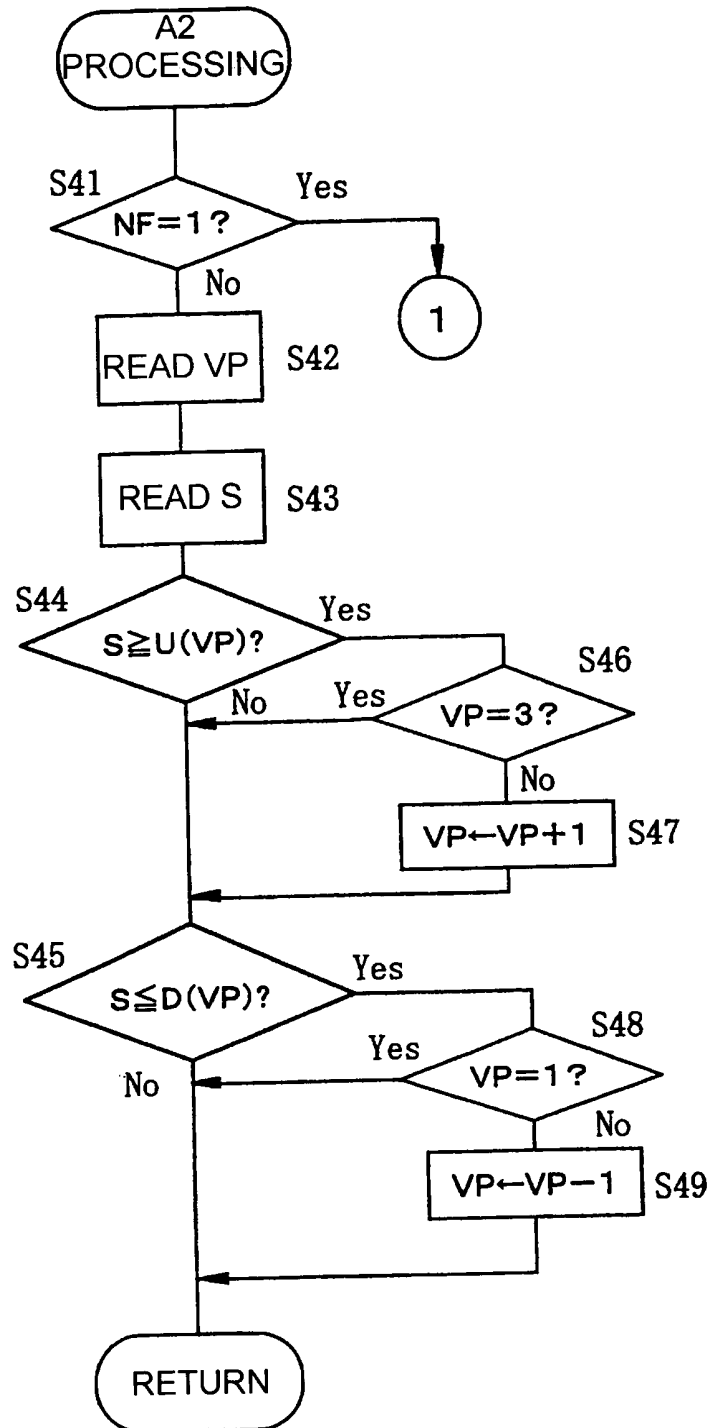 A2
PROCESSING
S41
Yes
NF=1?
No
1
READ VP
S42
READ S
S43
S44
Yes
S≧U(VP)?
S46
No
Yes
VP=3?
No
VP←VP+1
S47
S45
Yes
S≦D(VP)?
S48
No
Yes
VP=1?
No
VP←VP−1
S49
RETURN